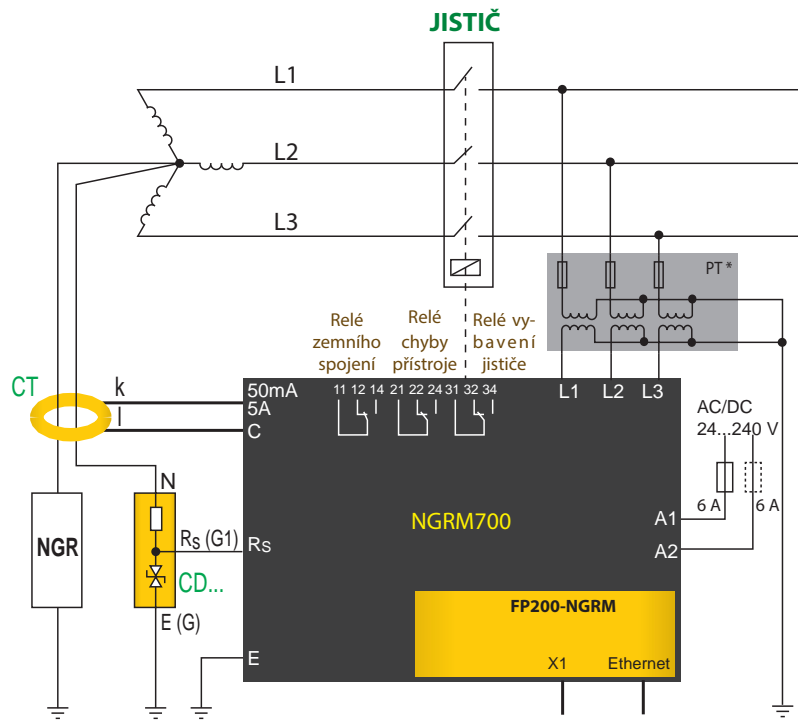 JISTIČ
L1
L2
L3
PT *
Relé
zemního
spojení
Relé
chyby
přístroje
Relé vy-
bavení
jističe
CT
k
l
50mA
5A
C
11 12 14 21 22 24 31 32 34
L1 L2 L3
AC/DC
24...240 V
6 A
6 A
N
NGR
Rs (G1)
Rs
CD...
E (G)
NGRM700
A1
A2
FP200-NGRM
E
X1
Ethernet